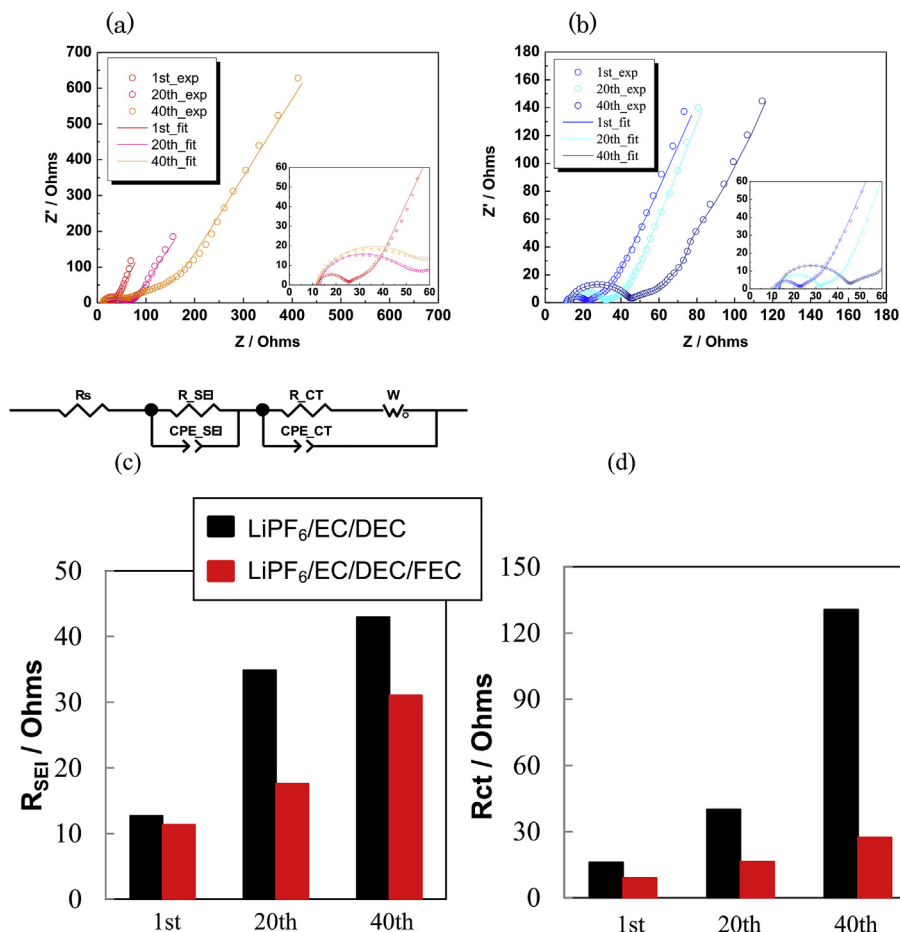 (a)
(b)
700
600
500
400
300
200
100
0
Z' / Ohms
0 100 200 300 400 500 600 700
Z / Ohms
1st_exp
20th_exp
40th_exp
1st_fit
20th_fit
40th_fit
60
50
40
30
20
10
0
0 10 20 30 40 50 60
180
160
140
120
100
80
60
40
20
0
Z' / Ohms
0 20 40 60 80 100 120 140 160 180
Z / Ohms
1st_exp
20th_exp
40th_exp
1st_fit
20th_fit
40th_fit
60
50
40
30
20
10
0
0 10 20 30 40 50 60
Rs
R_SEI
R_CT
W
CPE_SEI
CPE_CT
(c)
(d)
LiPF₆/EC/DEC
LiPF₆/EC/DEC/FEC
50
40
30
20
10
0
R_SEI / Ohms
1st 20th 40th
150
120
90
60
30
0
Rct / Ohms
1st 20th 40th